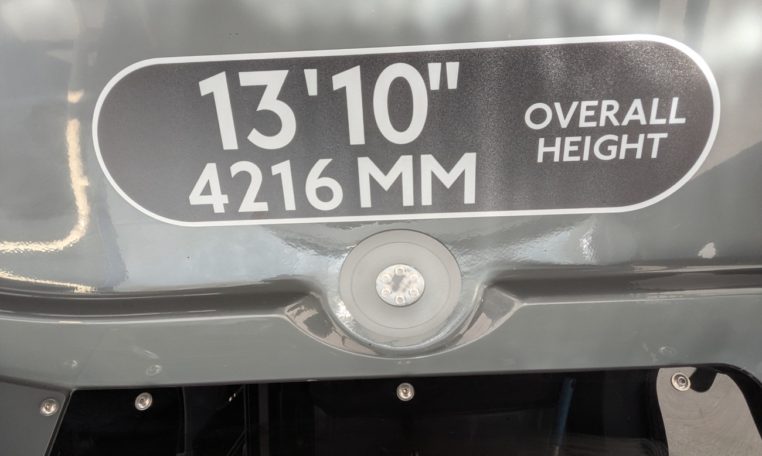 13'10"
4216 MM
OVERALL
HEIGHT